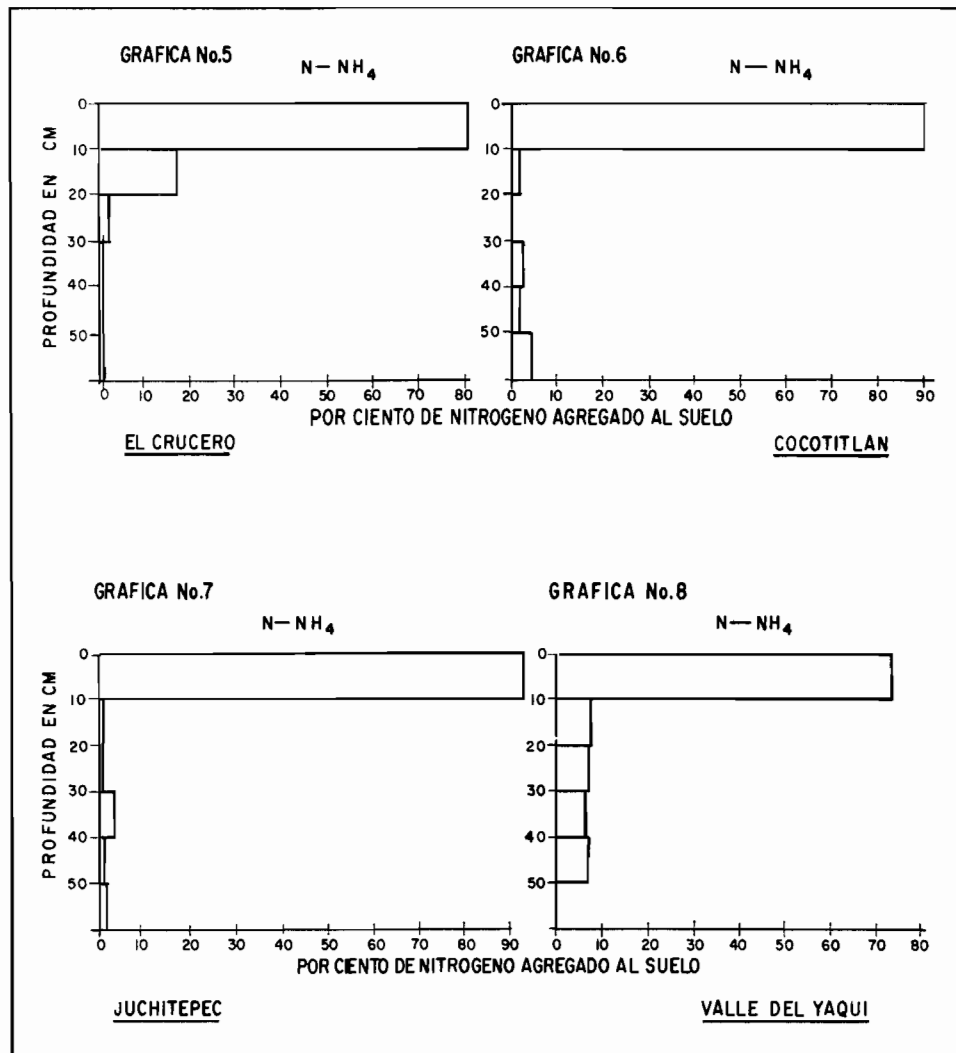 GRAFICA No.5
N-NH4
PROFUNDIDAD EN CM
0
10
20
30
40
50
0 10 20 30 40 50 60 70 80
EL CRUCERO
GRAFICA No.6
N-NH4
0
10
20
30
40
50
0 10 20 30 40 50 60 70 80 90
POR CIENTO DE NITROGENO AGREGADO AL SUELO
COCOTITLAN
GRAFICA No.7
N-NH4
PROFUNDIDAD EN CM
0
10
20
30
40
50
0 10 20 30 40 50 60 70 80 90
JUCHITEPEC
GRAFICA No.8
N-NH4
0
10
20
30
40
50
0 10 20 30 40 50 60 70 80
POR CIENTO DE NITROGENO AGREGADO AL SUELO
VALLE DEL YAQUI